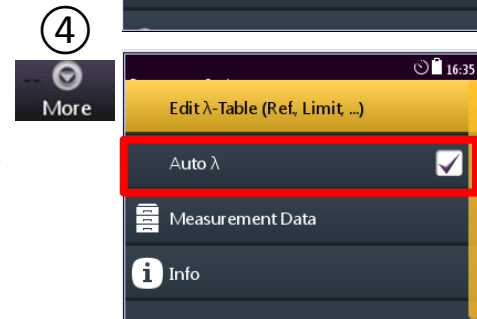 4
16:35
More
Edit λ-Table (Ref., Limit, ...)
Auto λ
Measurement Data
i Info